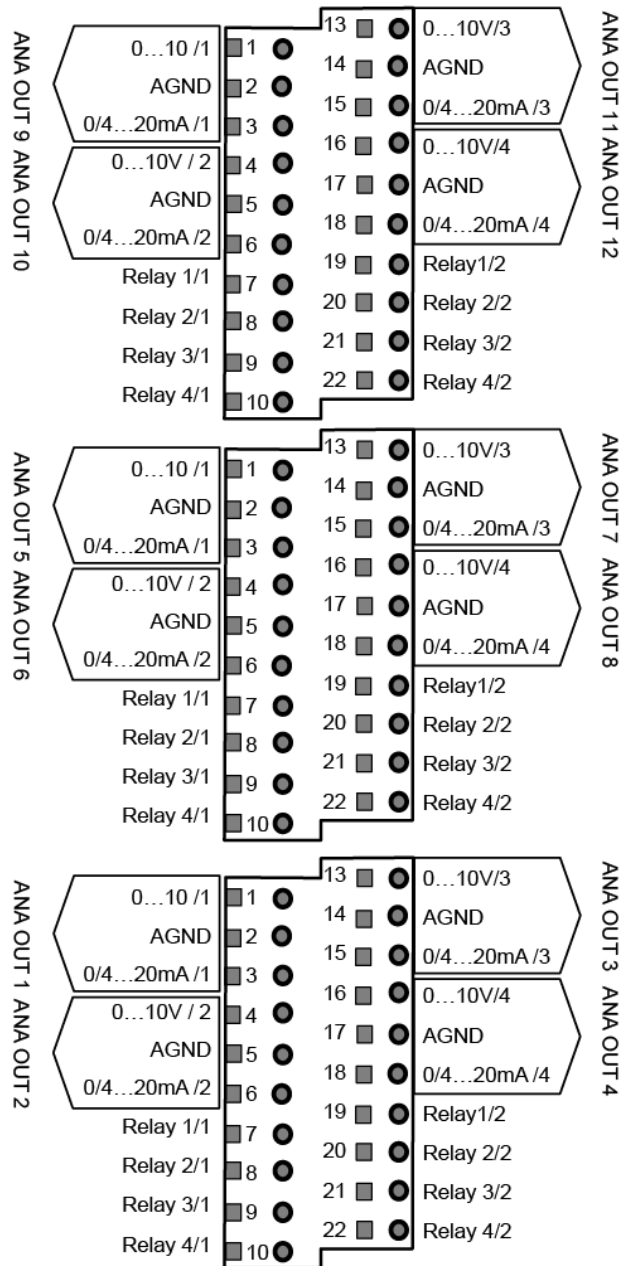 ANA OUT 9 ANA OUT 10
0…10 /1 1
AGND 2
0/4…20mA /1 3
0…10V / 2 4
AGND 5
0/4…20mA /2 6
Relay 1/1 7
Relay 2/1 8
Relay 3/1 9
Relay 4/1 10
13 0…10V/3
14 AGND
15 0/4…20mA /3
16 0…10V/4
17 AGND
18 0/4…20mA /4
19 Relay1/2
20 Relay 2/2
21 Relay 3/2
22 Relay 4/2
ANA OUT 11 ANA OUT 12
ANA OUT 5 ANA OUT 6
0…10 /1 1
AGND 2
0/4…20mA /1 3
0…10V / 2 4
AGND 5
0/4…20mA /2 6
Relay 1/1 7
Relay 2/1 8
Relay 3/1 9
Relay 4/1 10
13 0…10V/3
14 AGND
15 0/4…20mA /3
16 0…10V/4
17 AGND
18 0/4…20mA /4
19 Relay1/2
20 Relay 2/2
21 Relay 3/2
22 Relay 4/2
ANA OUT 7 ANA OUT 8
ANA OUT 1 ANA OUT 2
0…10 /1 1
AGND 2
0/4…20mA /1 3
0…10V / 2 4
AGND 5
0/4…20mA /2 6
Relay 1/1 7
Relay 2/1 8
Relay 3/1 9
Relay 4/1 10
13 0…10V/3
14 AGND
15 0/4…20mA /3
16 0…10V/4
17 AGND
18 0/4…20mA /4
19 Relay1/2
20 Relay 2/2
21 Relay 3/2
22 Relay 4/2
ANA OUT 3 ANA OUT 4